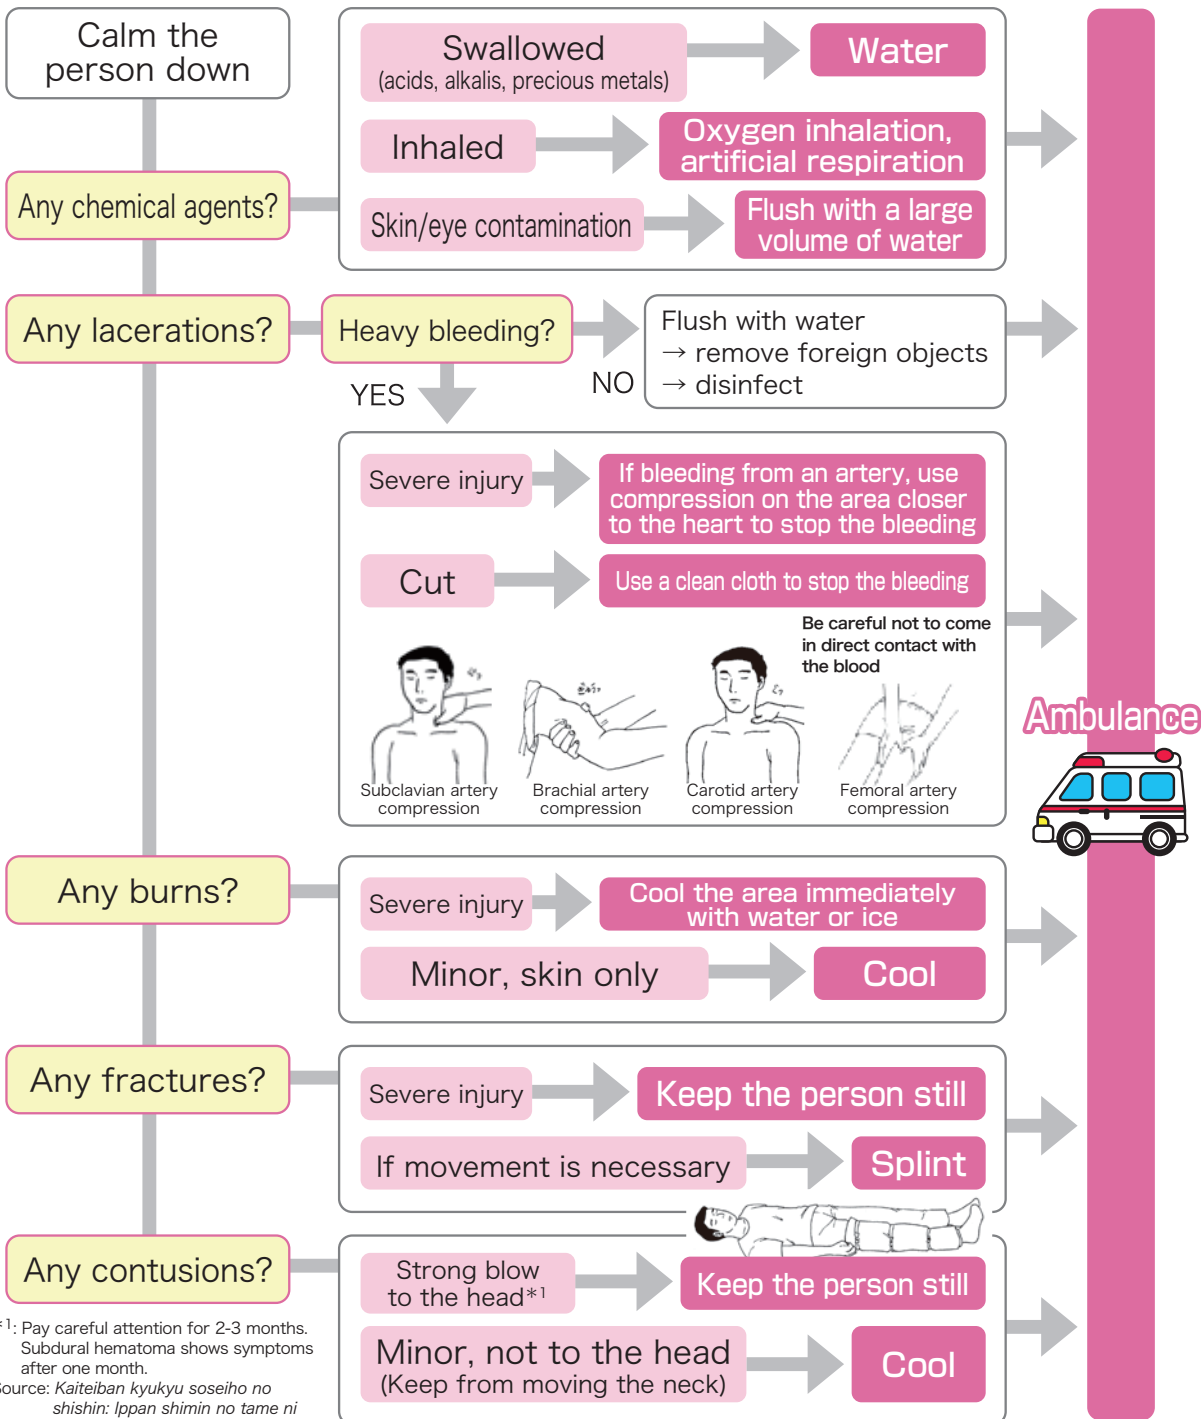 Calm the
person down
Swallowed
(acids, alkalis, precious metals)
Water
Inhaled
Oxygen inhalation,
artificial respiration
Any chemical agents?
Skin/eye contamination
Flush with a large
volume of water
Any lacerations?
Heavy bleeding?
NO
Flush with water
→ remove foreign objects
→ disinfect
YES
Severe injury
If bleeding from an artery, use
compression on the area closer
to the heart to stop the bleeding
Cut
Use a clean cloth to stop the bleeding
Be careful not to come
in direct contact with
the blood
Subclavian artery
compression
Brachial artery
compression
Carotid artery
compression
Femoral artery
compression
Ambulance
Any burns?
Severe injury
Cool the area immediately
with water or ice
Minor, skin only
Cool
Any fractures?
Severe injury
Keep the person still
If movement is necessary
Splint
Any contusions?
Strong blow
to the head*1
Keep the person still
Minor, not to the head
(Keep from moving the neck)
Cool
*1: Pay careful attention for 2-3 months.
Subdural hematoma shows symptoms
after one month.
Source: Kaiteiban kyukyu soseiho no
shishin: Ippan shimin no tame ni